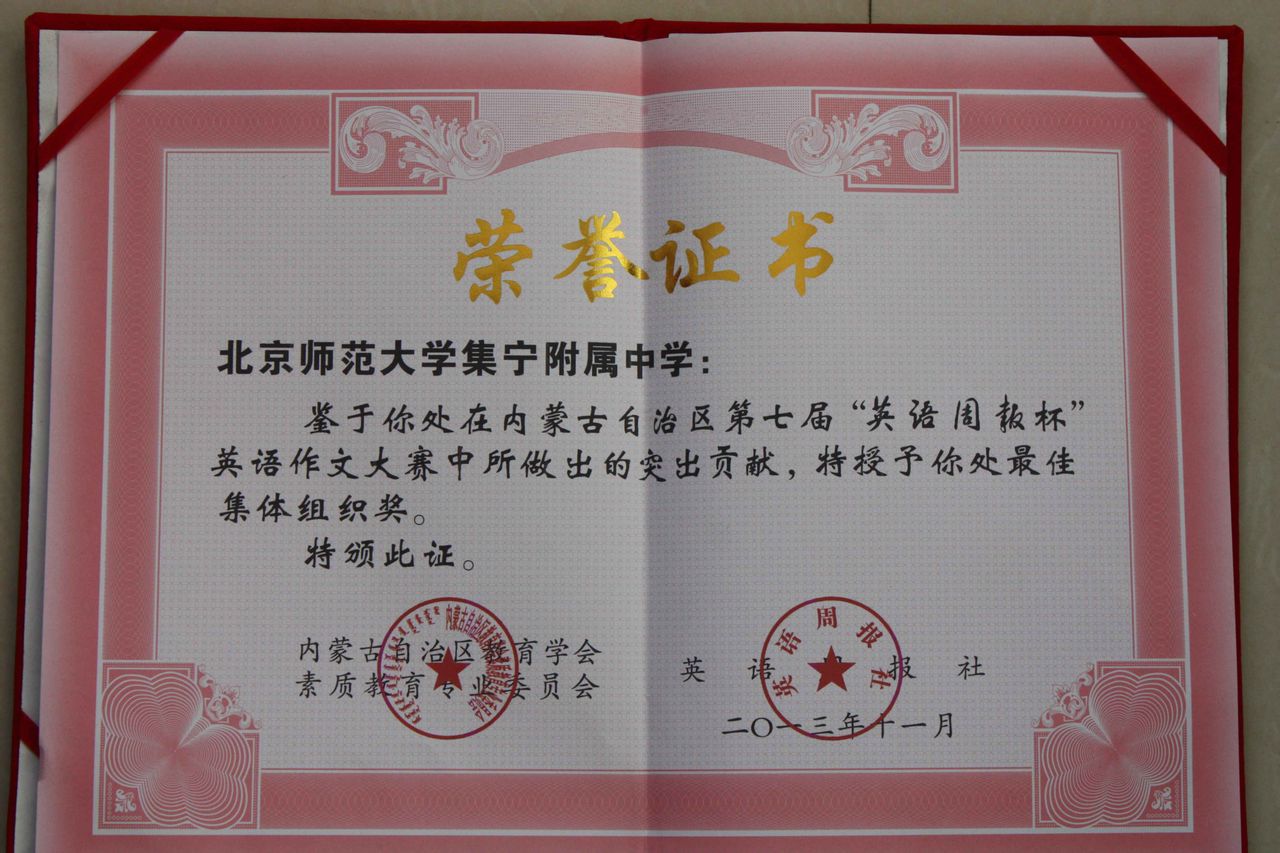 荣誉证书
北京师范大学集宁附属中学：
鉴于你处在内蒙古自治区第七届“英语周报杯”
英语作文大赛中所做出的突出贡献，特授予你处最佳
集体组织奖。
特颁此证。
内蒙古自治区教育学会
素质教育专业委员会
英语周报社
英语周报社
二〇一三年十一月